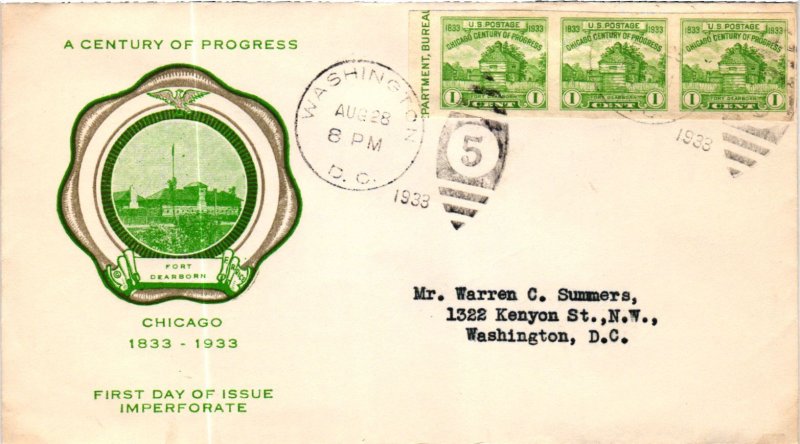 A CENTURY OF PROGRESS
FORT
DEARBORN
CHICAGO
1833 - 1933
FIRST DAY OF ISSUE
IMPERFORATE
WASHINGTON
AUG 28
8 PM
D. C.
1933
5
1933
EPARTMENT, BUREAU
U.S. POSTAGE
1833 1933
CHICAGO CENTURY OF PROGRESS
FORT DEARBORN
1 CENT 1
U.S. POSTAGE
1833 1933
CHICAGO CENTURY OF PROGRESS
1 CENT 1
U.S. POSTAGE
1833 1933
CHICAGO CENTURY OF PROGRESS
FORT DEARBORN
1 CENT 1
Mr. Warren C. Summers,
1322 Kenyon St.,N.W.,
Washington, D.C.